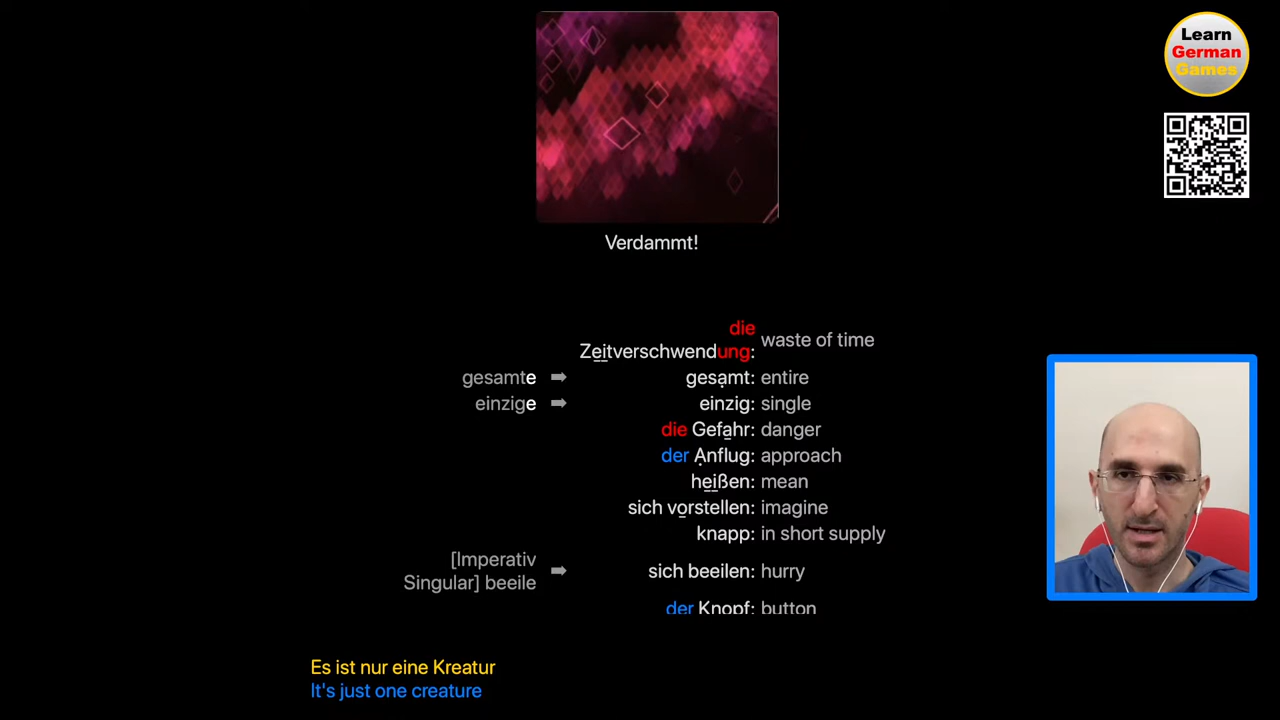 Learn
German
Games
Verdammt!
die
Zeitverschwendung: waste of time
gesamte ➡ gesamt: entire
einzige ➡ einzig: single
die Gefahr: danger
der Anflug: approach
heißen: mean
sich vorstellen: imagine
knapp: in short supply
[Imperativ
Singular] beeile ➡ sich beeilen: hurry
der Knopf: button
Es ist nur eine Kreatur
It's just one creature